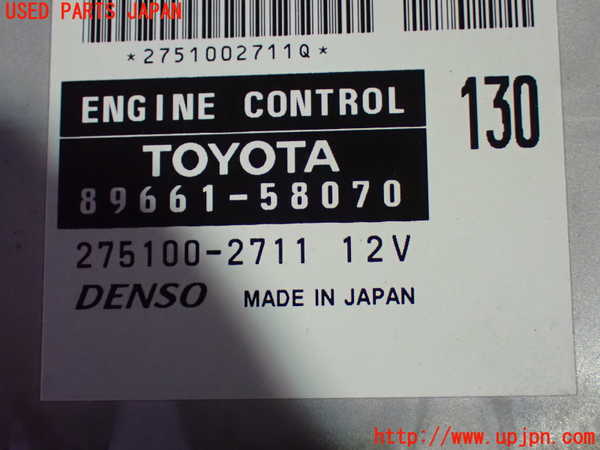 USED PARTS JAPAN
*2751002711Q*
ENGINE CONTROL
130
TOYOTA
89661-58070
275100-2711 12V
DENSO MADE IN JAPAN
http://www.upjpn.com/